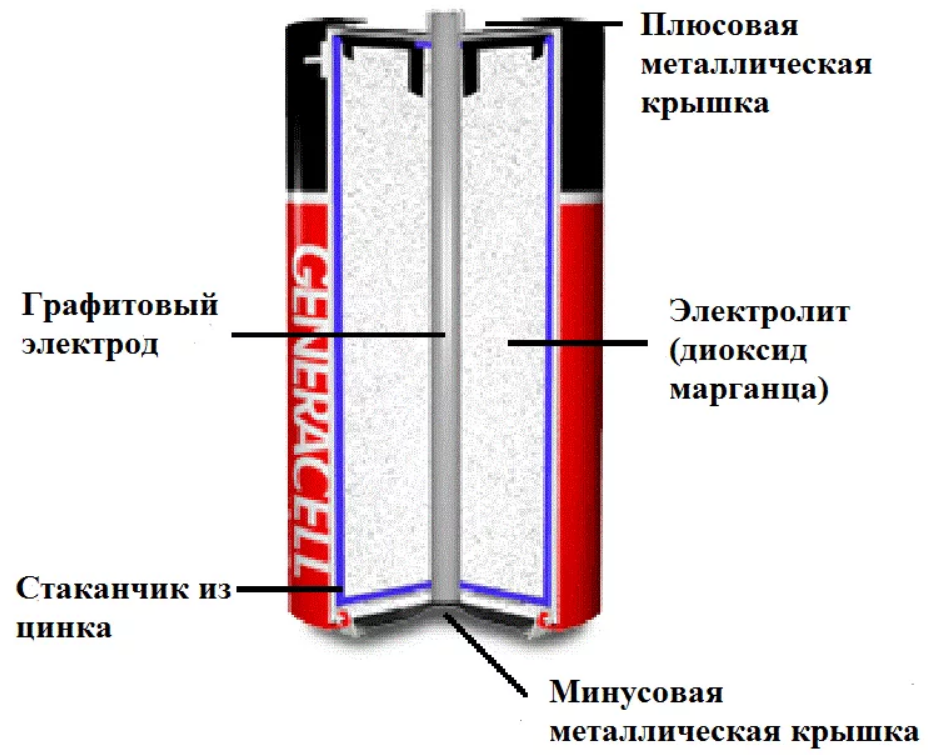 Плюсовая
металлическая
крышка
Графитовый
электрод
GENERACELL
Электролит
(диоксид
марганца)
Стаканчик из
цинка
Минусовая
металлическая крышка